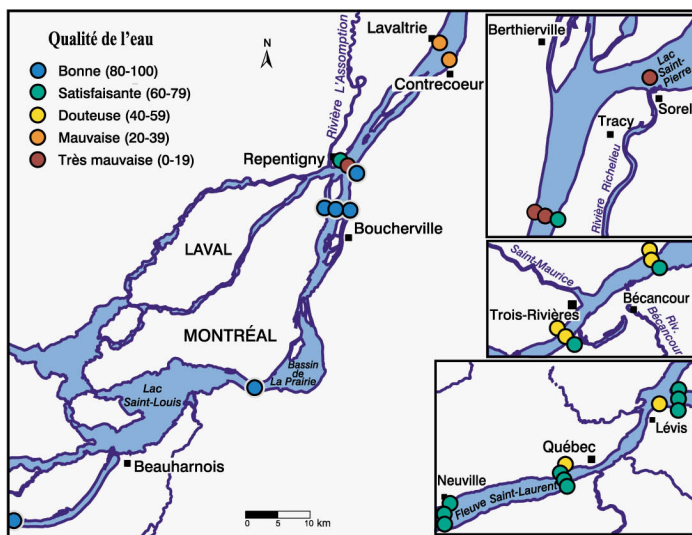 Qualité de l'eau
Bonne (80-100)
Satisfaisante (60-79)
Douteuse (40-59)
Mauvaise (20-39)
Très mauvaise (0-19)
N
Lavaltrie
Contrecoeur
Rivière L'Assomption
Repentigny
Boucherville
LAVAL
MONTRÉAL
Bassin
de
La Prairie
Lac
Saint-Louis
Beauharnois
0 5 10 km
Berthierville
Lac
Saint-
Pierre
Sorel
Tracy
Rivière Richelieu
Saint-Maurice
Trois-Rivières
Bécancour
Riv.
Bécancour
Lévis
Québec
Neuville
Fleuve Saint-Laurent